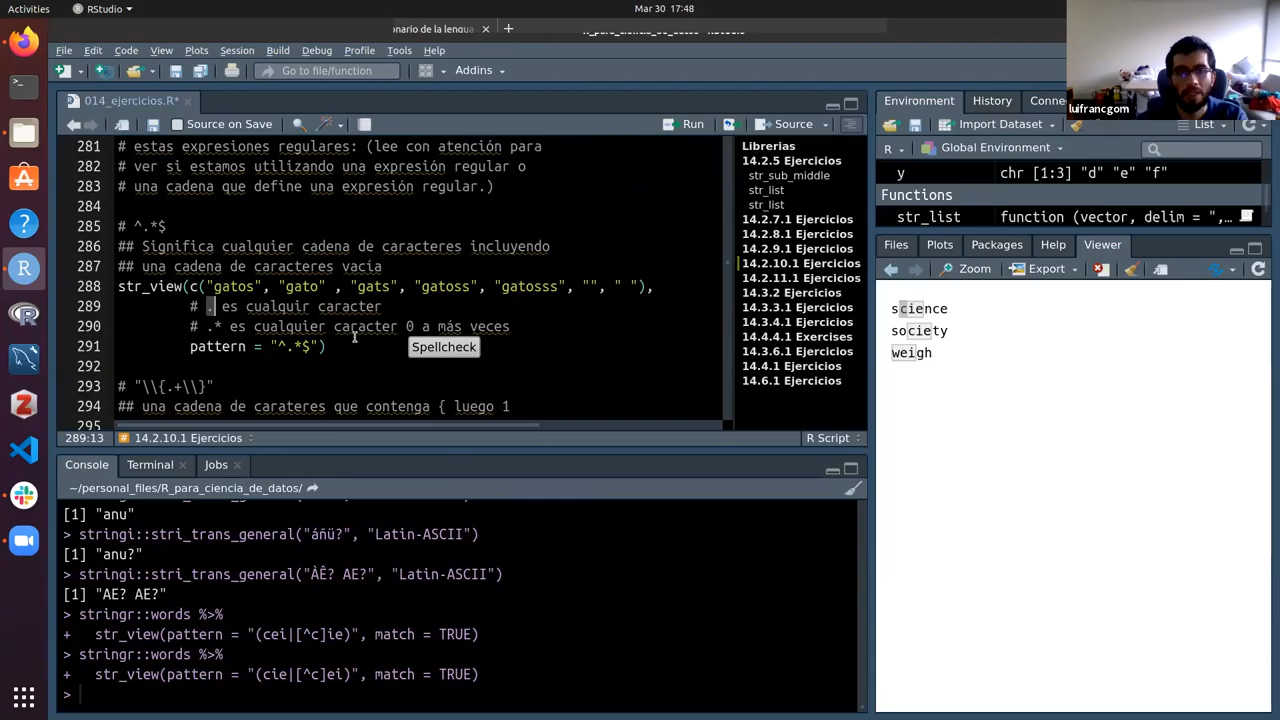 Activities
RStudio
Mar 30 17:48
onario de la lengua
File Edit Code View Plots Session Build Debug Profile Tools Help
Go to file/function
Addins
luifrancgom
014_ejercicios.R*
Source on Save
Run
Source
281 # estas expresiones regulares: (lee con atención para
282 # ver si estamos utilizando una expresión regular o
283 # una cadena que define una expresión regular.)
284
285 # ^.*$
286 ## Significa cualquier cadena de caracteres incluyendo
287 ## una cadena de caracteres vacía
288 str_view(c("gatos", "gato" , "gats", "gatoss", "gatosss", "", " "),
289 # . es cualquir caracter
290 # .* es cualquier caracter 0 a más veces
291 pattern = "^.*$")
Spellcheck
292
293 # "\\{.+\\}"
294 ## una cadena de carateres que contenga { luego 1
295
289:13
14.2.10.1 Ejercicios
R Script
Librerias
14.2.5 Ejercicios
str_sub_middle
str_list
str_list
14.2.7.1 Ejercicios
14.2.8.1 Ejercicios
14.2.9.1 Ejercicios
14.2.10.1 Ejercicios
14.2.11.1 Ejercicios
14.3.2 Ejercicios
14.3.3.1 Ejercicios
14.3.4.1 Ejercicios
14.4.4.1 Exercises
14.3.6.1 Ejercicios
14.4.1 Ejercicios
14.6.1 Ejercicios
Console Terminal Jobs
~/personal_files/R_para_ciencia_de_datos/
[1] "anu"
> stringi::stri_trans_general("áñü?", "Latin-ASCII")
[1] "anu?"
> stringi::stri_trans_general("ÀÊ? AE?", "Latin-ASCII")
[1] "AE? AE?"
> stringr::words %>%
+ str_view(pattern = "(cei|[^c]ie)", match = TRUE)
> stringr::words %>%
+ str_view(pattern = "(cie|[^c]ei)", match = TRUE)
>
Environment History Conne
Import Dataset
List
R
Global Environment
y chr [1:3] "d" "e" "f"
Functions
str_list function (vector, delim = ",…
Files Plots Packages Help Viewer
Zoom
Export
science
society
weigh